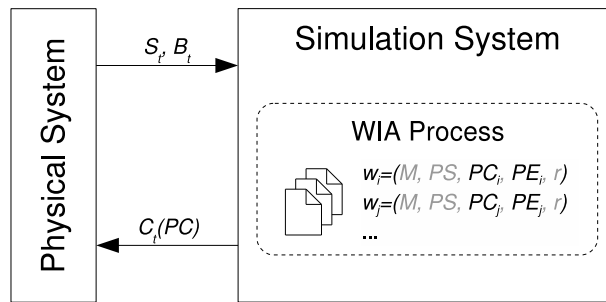 Physical System
S_t, B_t
C_t(PC)
Simulation System
WIA Process
w_i=(M, PS, PC_i, PE_i, r)
w_j=(M, PS, PC_j, PE_j, r)
...